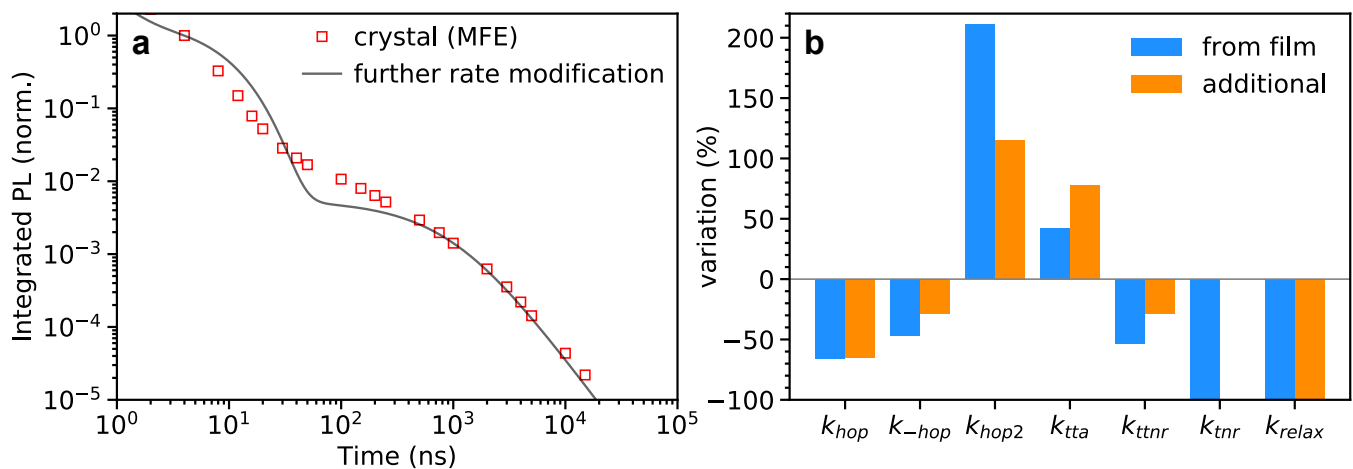 a
crystal (MFE)
further rate modification
Integrated PL (norm.)
10^0
10^-1
10^-2
10^-3
10^-4
10^-5
10^0 10^1 10^2 10^3 10^4 10^5
Time (ns)
b
from film
additional
variation (%)
200
150
100
50
0
−50
−100
k_hop k_−hop k_hop2 k_tta k_ttnr k_tnr k_relax